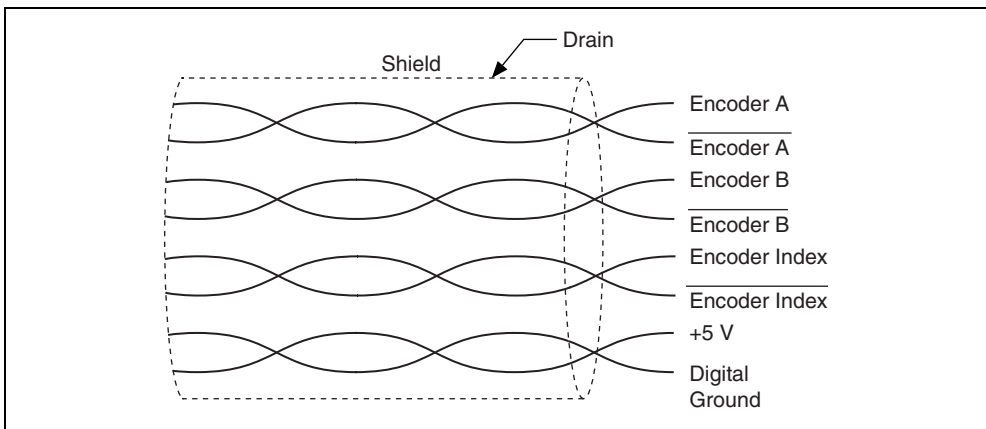 Drain
Shield
Encoder A
Encoder A
Encoder B
Encoder B
Encoder Index
Encoder Index
+5 V
Digital
Ground